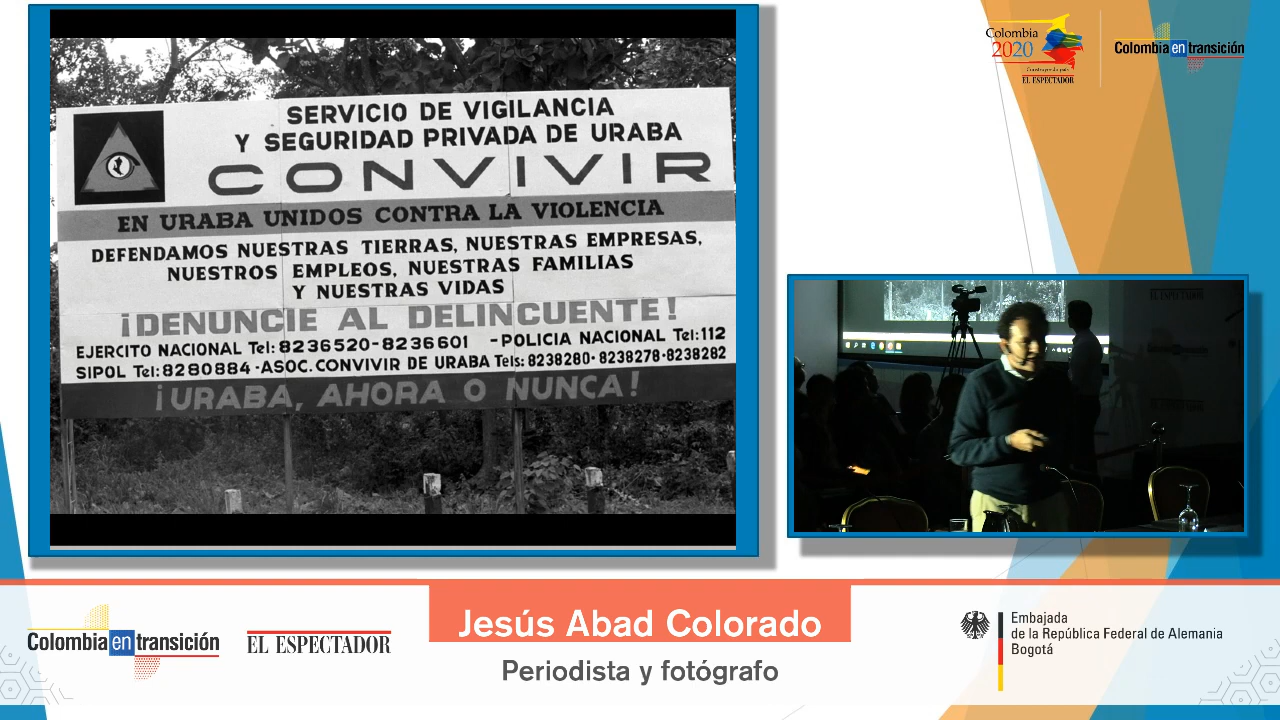 SERVICIO DE VIGILANCIA
Y SEGURIDAD PRIVADA DE URABA
CONVIVIR
EN URABA UNIDOS CONTRA LA VIOLENCIA
DEFENDAMOS NUESTRAS TIERRAS, NUESTRAS EMPRESAS,
NUESTROS EMPLEOS, NUESTRAS FAMILIAS
Y NUESTRAS VIDAS
¡DENUNCIE AL DELINCUENTE!
EJERCITO NACIONAL Tel: 8236520-8236601 -POLICIA NACIONAL Tel:112
SIPOL Tel: 8280884-ASOC. CONVIVIR DE URABA Tels: 8238280-8238278-8238282
¡URABA, AHORA O NUNCA!
Colombia
2020
Construyendo país
EL ESPECTADOR
Colombia en transición
EL ESPECTADOR
Colombia en transición
EL ESPECTADOR
Jesús Abad Colorado
Periodista y fotógrafo
Embajada
de la República Federal de Alemania
Bogotá